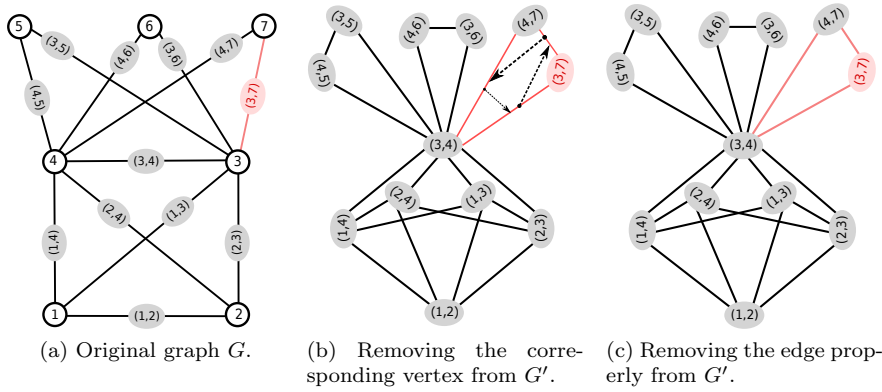 5 6 7
(3,5) (4,6) (3,6) (4,7)
(4,5) (3,7)
4 (3,4) 3
(2,4) (1,3)
(1,4) (2,3)
1 (1,2) 2
(a) Original graph G.
(3,5) (4,6) (3,6) (4,7)
(4,5) (3,7)
(3,4)
(2,4) (1,3)
(1,4) (2,3)
(1,2)
(b) Removing the corre-
sponding vertex from G′.
(3,5) (4,6) (3,6) (4,7)
(4,5) (3,7)
(3,4)
(2,4) (1,3)
(1,4) (2,3)
(1,2)
(c) Removing the edge prop-
erly from G′.